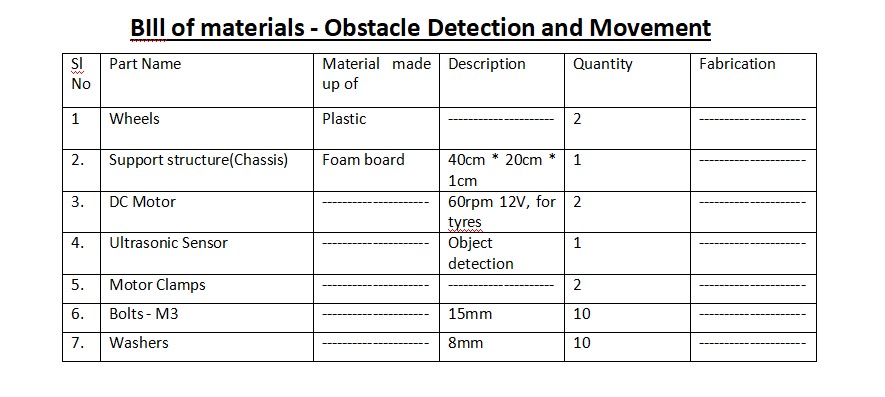 BIll of materials - Obstacle Detection and Movement
Sl No Part Name Material made up of Description Quantity Fabrication
1 Wheels Plastic --------------------- 2 ---------------------
2. Support structure(Chassis) Foam board 40cm * 20cm * 1cm 1 ---------------------
3. DC Motor --------------------- 60rpm 12V, for tyres 2 ---------------------
4. Ultrasonic Sensor --------------------- Object detection 1 ---------------------
5. Motor Clamps --------------------- --------------------- 2 ---------------------
6. Bolts - M3 --------------------- 15mm 10 ---------------------
7. Washers --------------------- 8mm 10 ---------------------